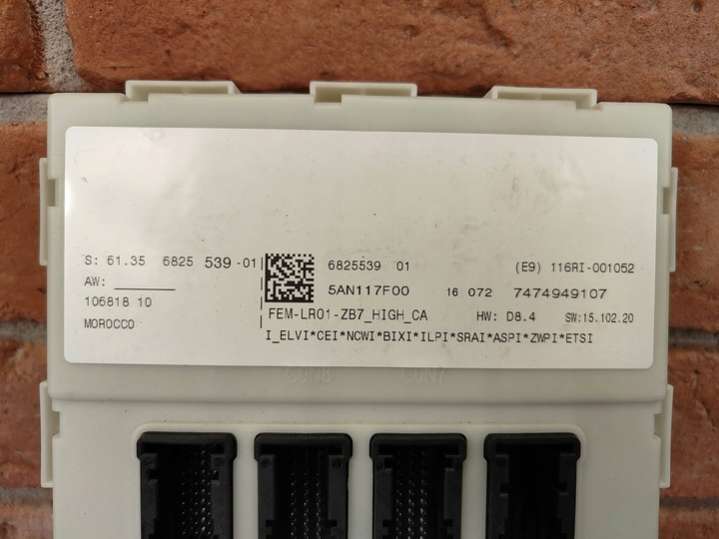 S: 61.35 6825 539 -01
AW:
106818 10
MOROCCO
6825539 01
(E9) 116RI-001052
5AN117F00
16 072
7474949107
FEM-LR01-ZB7_HIGH_CA
HW: D8.4
SW:15.102.20
I_ELVI*CEI*NCWI*BIXI*ILPI*SRAI*ASPI*ZWPI*ETSI